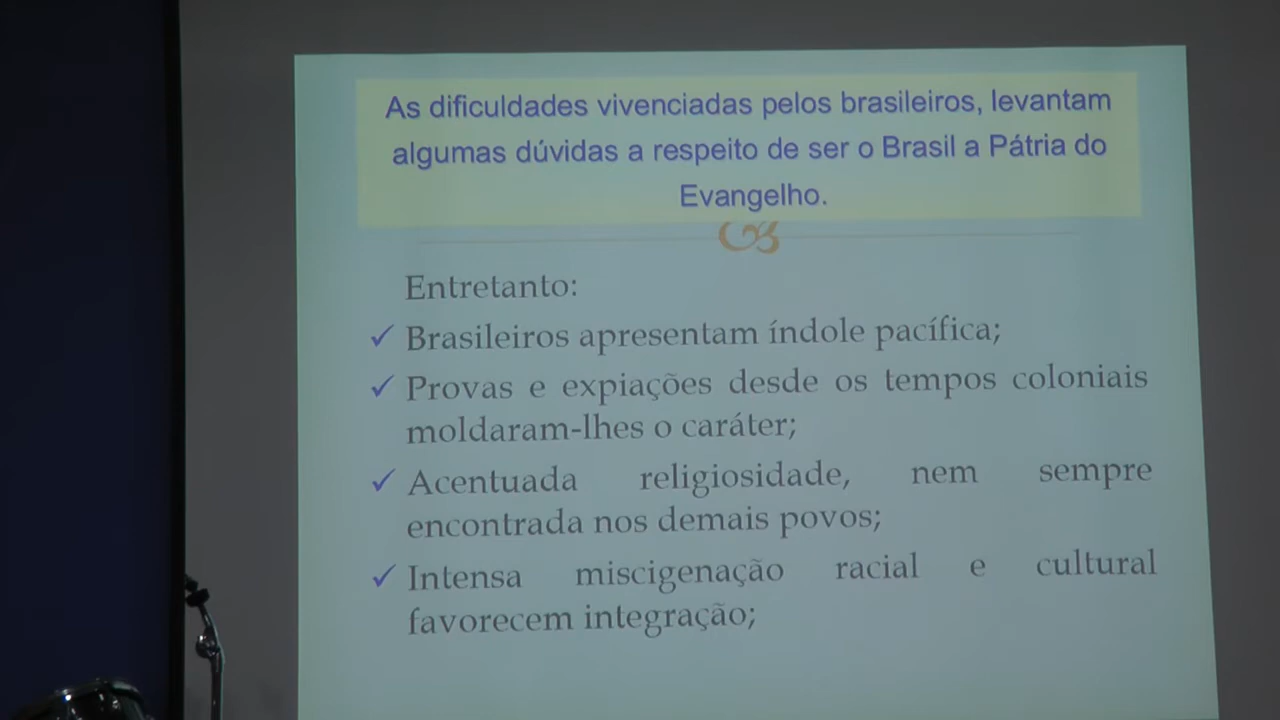 As dificuldades vivenciadas pelos brasileiros, levantam
algumas dúvidas a respeito de ser o Brasil a Pátria do
Evangelho.
Entretanto:
✓ Brasileiros apresentam índole pacífica;
✓ Provas e expiações desde os tempos coloniais
moldaram-lhes o caráter;
✓ Acentuada religiosidade, nem sempre
encontrada nos demais povos;
✓ Intensa miscigenação racial e cultural
favorecem integração;